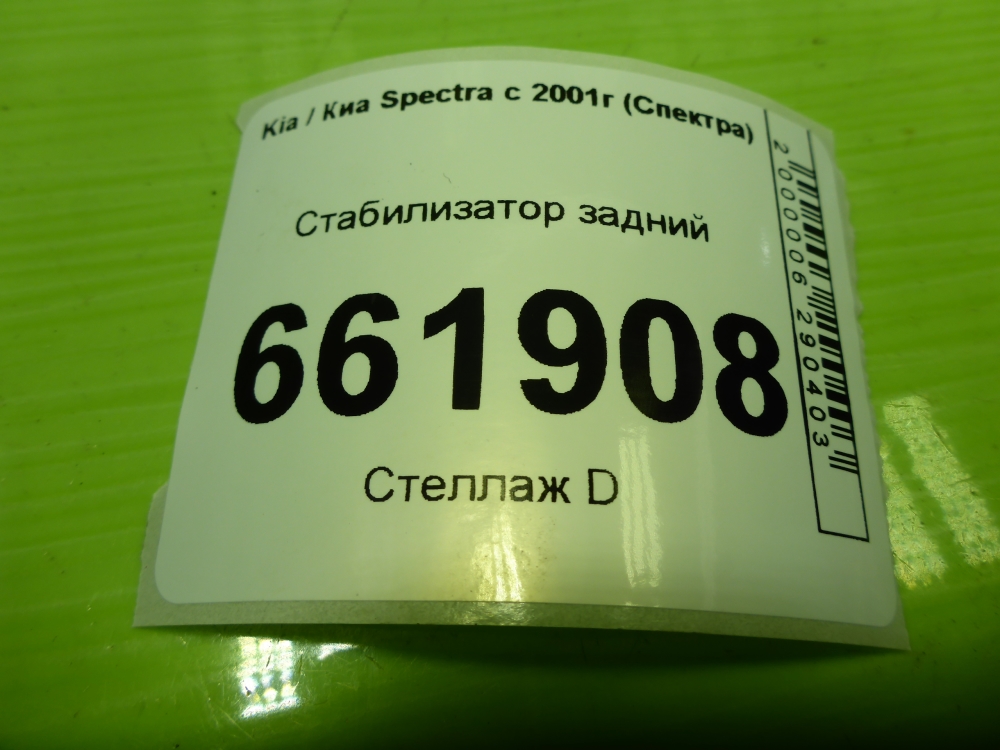 Kia / Киа Spectra с 2001г (Спектра)
Стабилизатор задний
661908
Стеллаж D
2000006290403